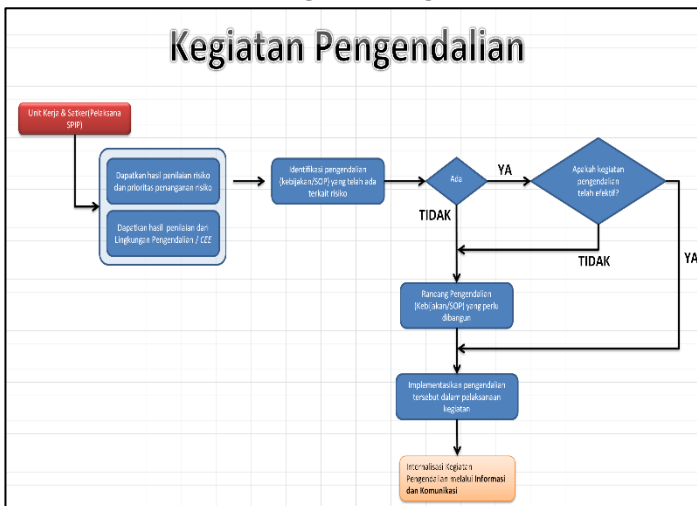 Kegiatan Pengendalian
Unit Kerja & Satker(Pelaksana
SPIP)
Dapatkan hasil penilaian risiko
dan prioritas penanganan risiko
Dapatkan hasil penilaian dan
Lingkungan Pengendalian / CEE
Identifikasi pengendalian
(kebijakan/SOP) yang telah ada
terkait risiko
Ada
YA
Apakah kegiatan
pengendalian
telah efektif?
TIDAK
TIDAK
YA
Rancang Pengendalian
(Kebijakan/SOP) yang perlu
dibangun
Implementasikan pengendalian
tersebut dalam pelaksanaan
kegiatan
Internalisasi Kegiatan
Pengendalian melalui Informasi
dan Komunikasi